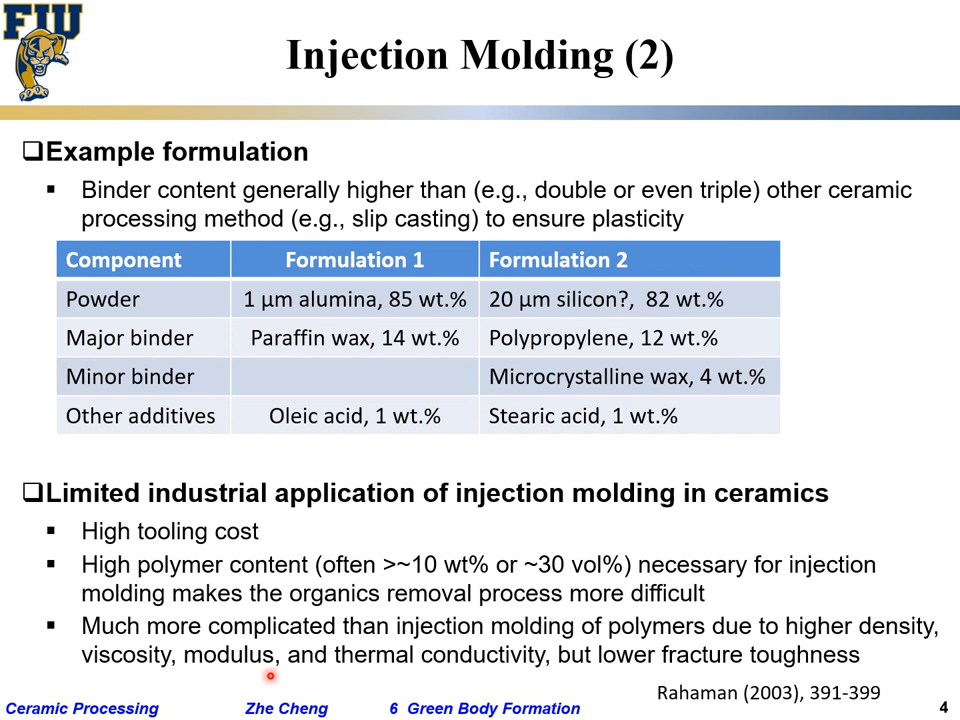 FIU
Injection Molding (2)
❑Example formulation
▪ Binder content generally higher than (e.g., double or even triple) other ceramic
processing method (e.g., slip casting) to ensure plasticity
Component Formulation 1 Formulation 2
Powder 1 µm alumina, 85 wt.% 20 µm silicon?, 82 wt.%
Major binder Paraffin wax, 14 wt.% Polypropylene, 12 wt.%
Minor binder Microcrystalline wax, 4 wt.%
Other additives Oleic acid, 1 wt.% Stearic acid, 1 wt.%
❑Limited industrial application of injection molding in ceramics
▪ High tooling cost
▪ High polymer content (often >~10 wt% or ~30 vol%) necessary for injection
molding makes the organics removal process more difficult
▪ Much more complicated than injection molding of polymers due to higher density,
viscosity, modulus, and thermal conductivity, but lower fracture toughness
Rahaman (2003), 391-399
Ceramic Processing Zhe Cheng 6 Green Body Formation 4